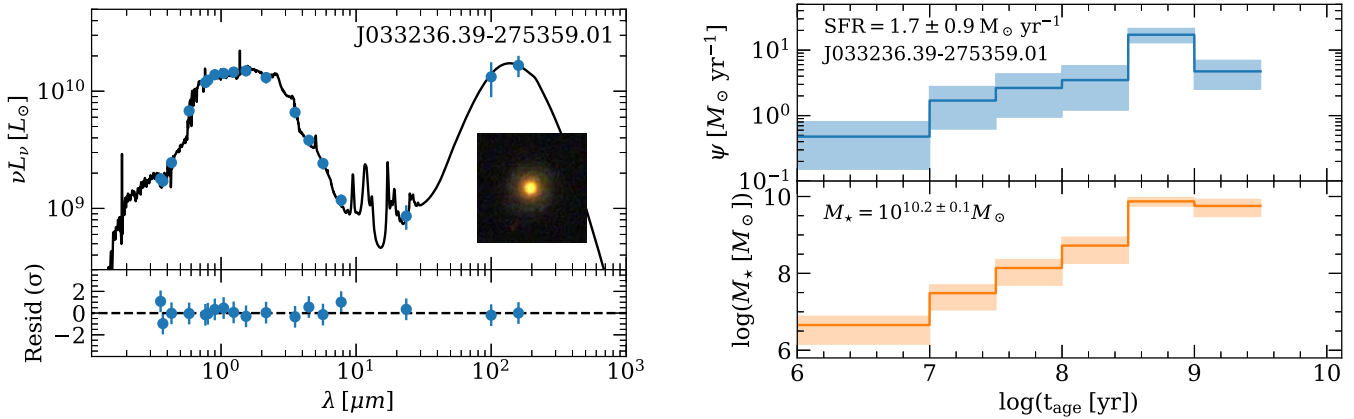 J033236.39-275359.01
νL_ν [L_⊙]
10^10
10^9
Resid (σ)
2
0
−2
10^0
10^1
10^2
10^3
λ [μm]
SFR = 1.7 ± 0.9 M_⊙ yr^−1
J033236.39-275359.01
ψ [M_⊙ yr^−1]
10^1
10^0
10^−1
M_⋆ = 10^{10.2±0.1} M_⊙
log(M_⋆ [M_⊙])
10
8
6
6
7
8
9
10
log(t_age [yr])